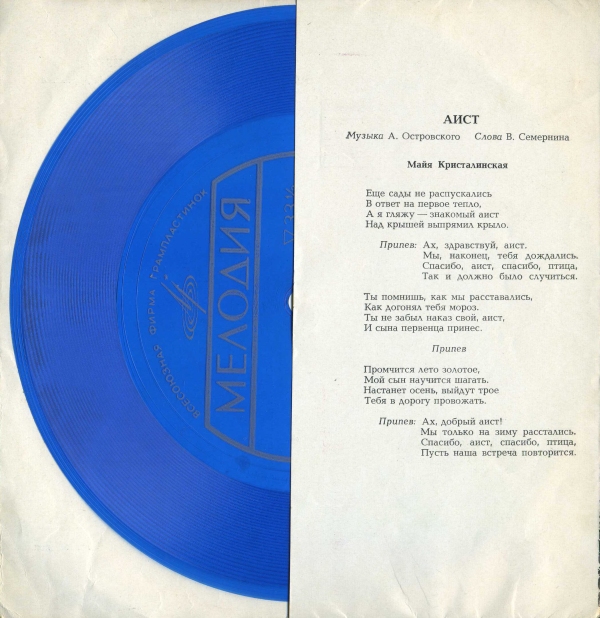 ВСЕСОЮЗНАЯ ФИРМА ГРАМПЛАСТИНОК
МЕЛОДИЯ
АИСТ
Музыка А. Островского Слова В. Семернина
Майя Кристалинская
Еще сады не распускались
В ответ на первое тепло,
А я гляжу — знакомый аист
Над крышей выпрямил крыло.
Припев: Ах, здравствуй, аист.
Мы, наконец, тебя дождались.
Спасибо, аист, спасибо, птица,
Так и должно было случиться.
Ты помнишь, как мы расставались,
Как догонял тебя мороз.
Ты не забыл наказ свой, аист,
И сына первенца принес.
Припев
Промчится лето золотое,
Мой сын научится шагать.
Настанет осень, выйдут трое
Тебя в дорогу провожать.
Припев: Ах, добрый аист!
Мы только на зиму расстались.
Спасибо, аист, спасибо, птица,
Пусть наша встреча повторится.